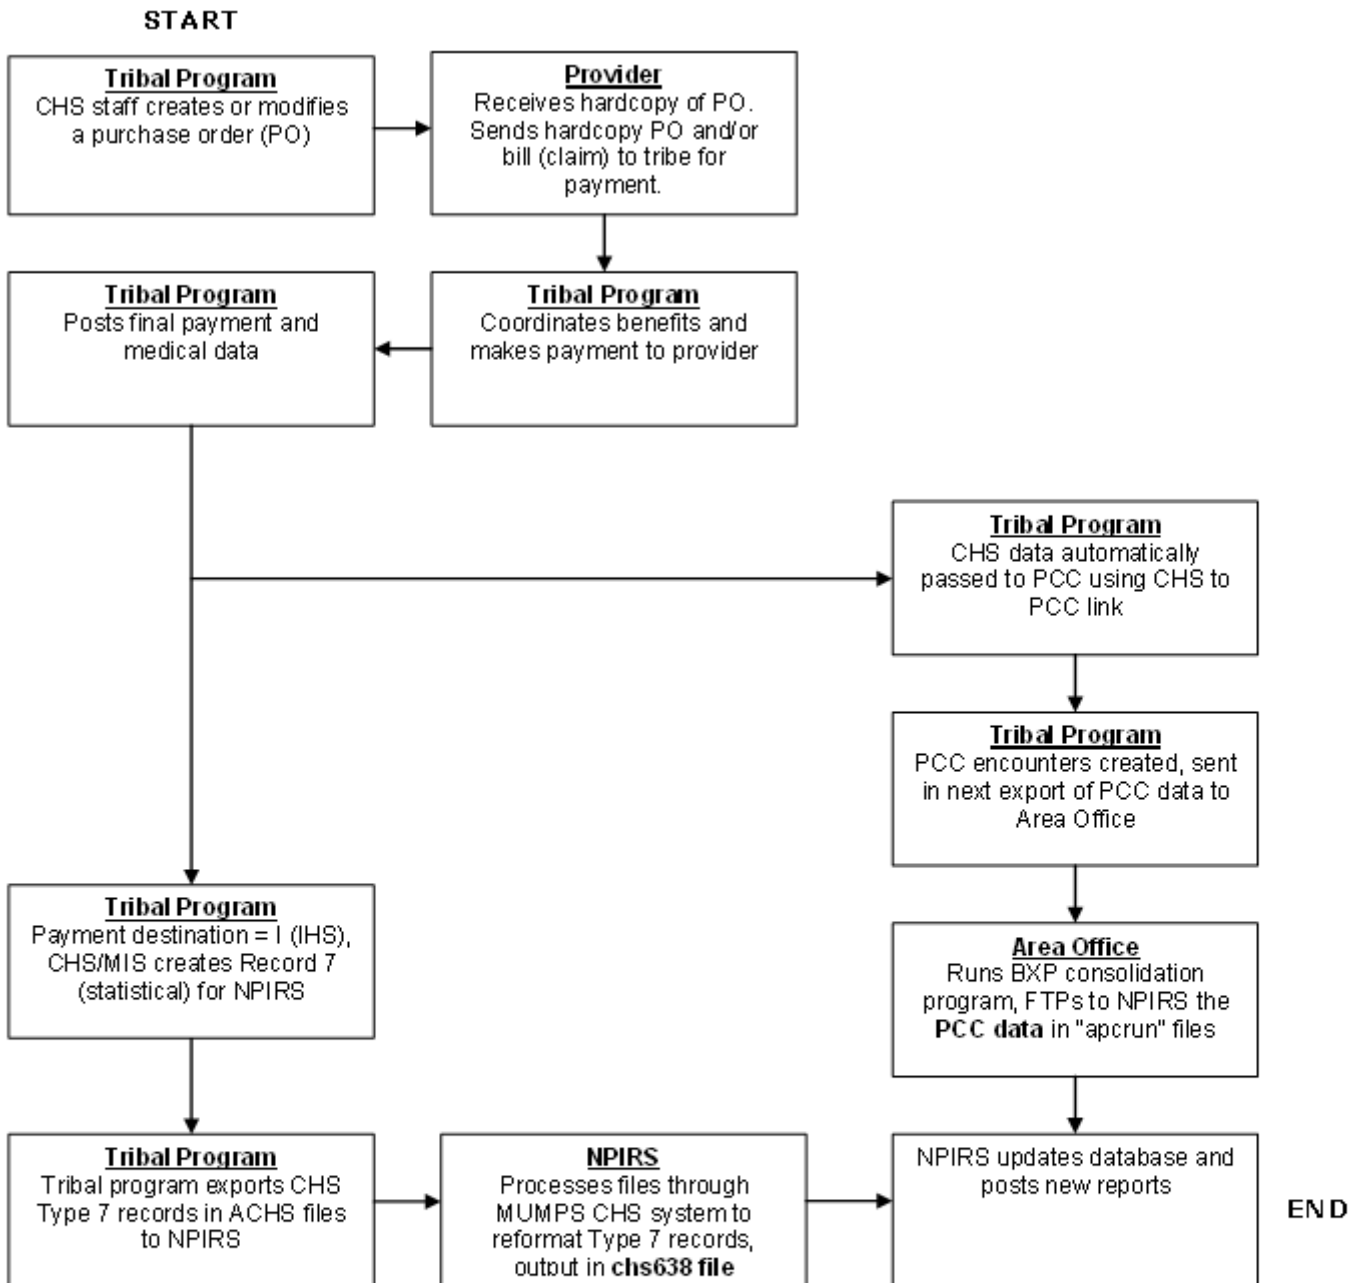 START
Tribal Program
CHS staff creates or modifies
a purchase order (PO)
Provider
Receives hardcopy of PO.
Sends hardcopy PO and/or
bill (claim) to tribe for
payment.
Tribal Program
Coordinates benefits and
makes payment to provider
Tribal Program
Posts final payment and
medical data
Tribal Program
CHS data automatically
passed to PCC using CHS to
PCC link
Tribal Program
PCC encounters created, sent
in next export of PCC data to
Area Office
Area Office
Runs BXP consolidation
program, FTPs to NPIRS the
PCC data in "apcrun" files
Tribal Program
Payment destination = I (IHS),
CHS/MIS creates Record 7
(statistical) for NPIRS
Tribal Program
Tribal program exports CHS
Type 7 records in ACHS files
to NPIRS
NPIRS
Processes files through
MUMPS CHS system to
reformat Type 7 records,
output in chs638 file
NPIRS updates database and
posts new reports
END